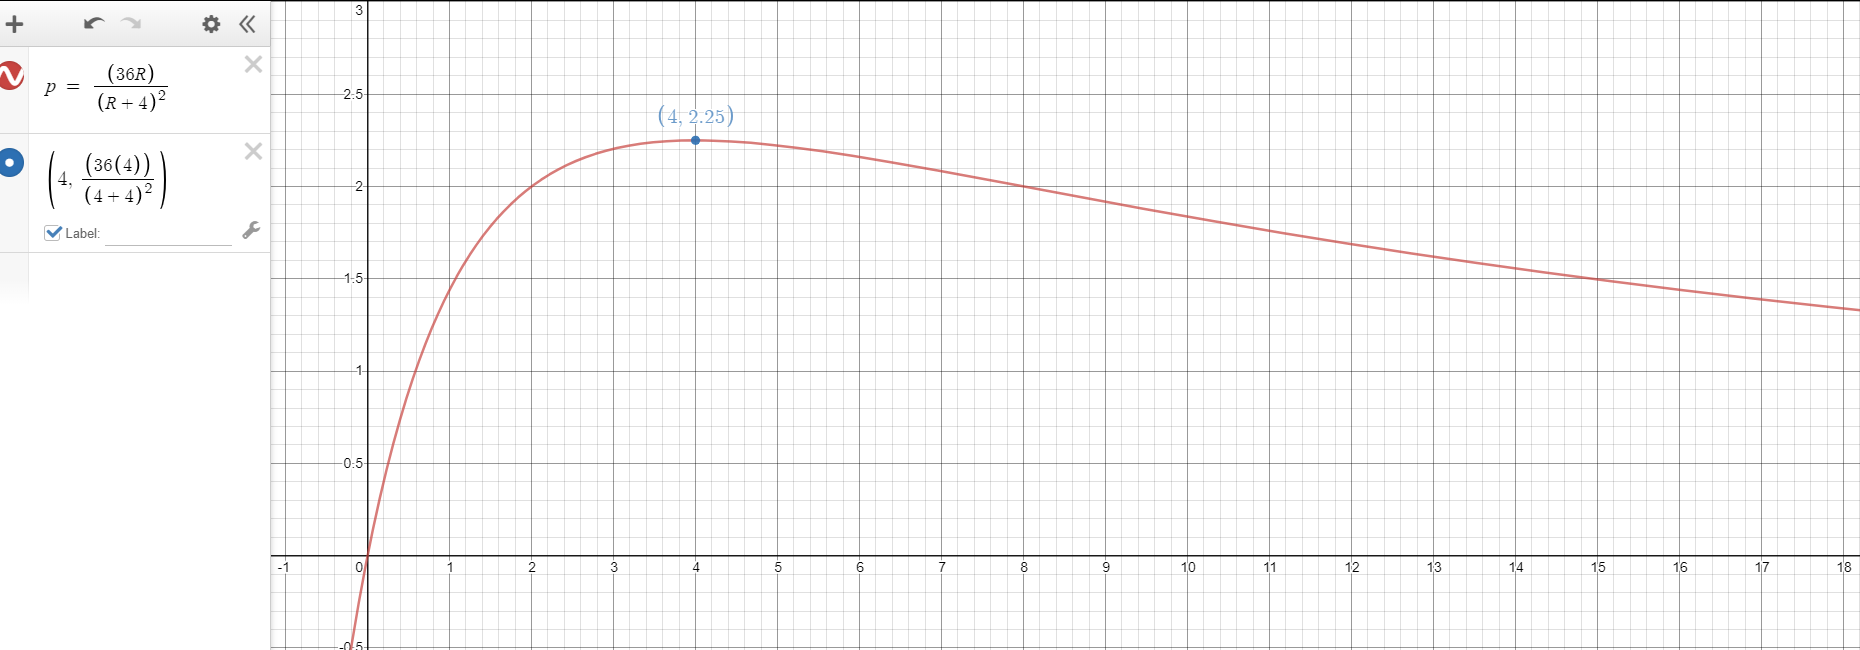 p = (36R) / (R + 4)^2
(4, (36(4)) / (4 + 4)^2)
Label:
(4, 2.25)
3
2.5
2
1.5
1
0.5
-1 0 1 2 3 4 5 6 7 8 9 10 11 12 13 14 15 16 17 18
-0.5